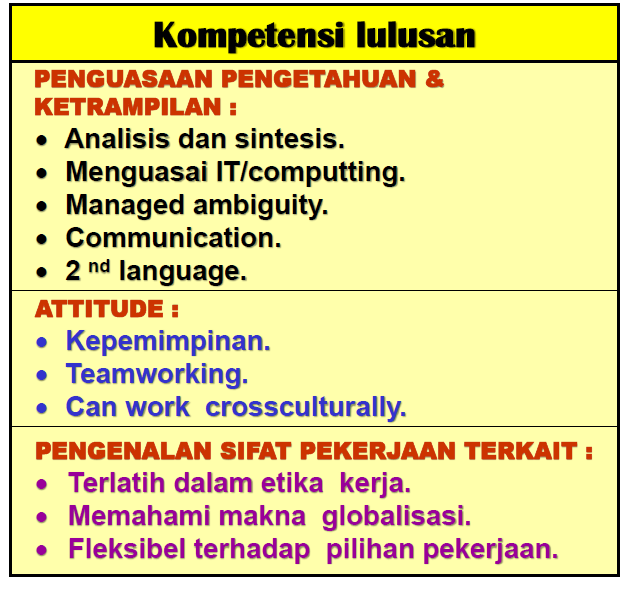 Kompetensi lulusan
PENGUASAAN PENGETAHUAN &
KETRAMPILAN :
• Analisis dan sintesis.
• Menguasai IT/computting.
• Managed ambiguity.
• Communication.
• 2 nd language.
ATTITUDE :
• Kepemimpinan.
• Teamworking.
• Can work crossculturally.
PENGENALAN SIFAT PEKERJAAN TERKAIT :
• Terlatih dalam etika kerja.
• Memahami makna globalisasi.
• Fleksibel terhadap pilihan pekerjaan.